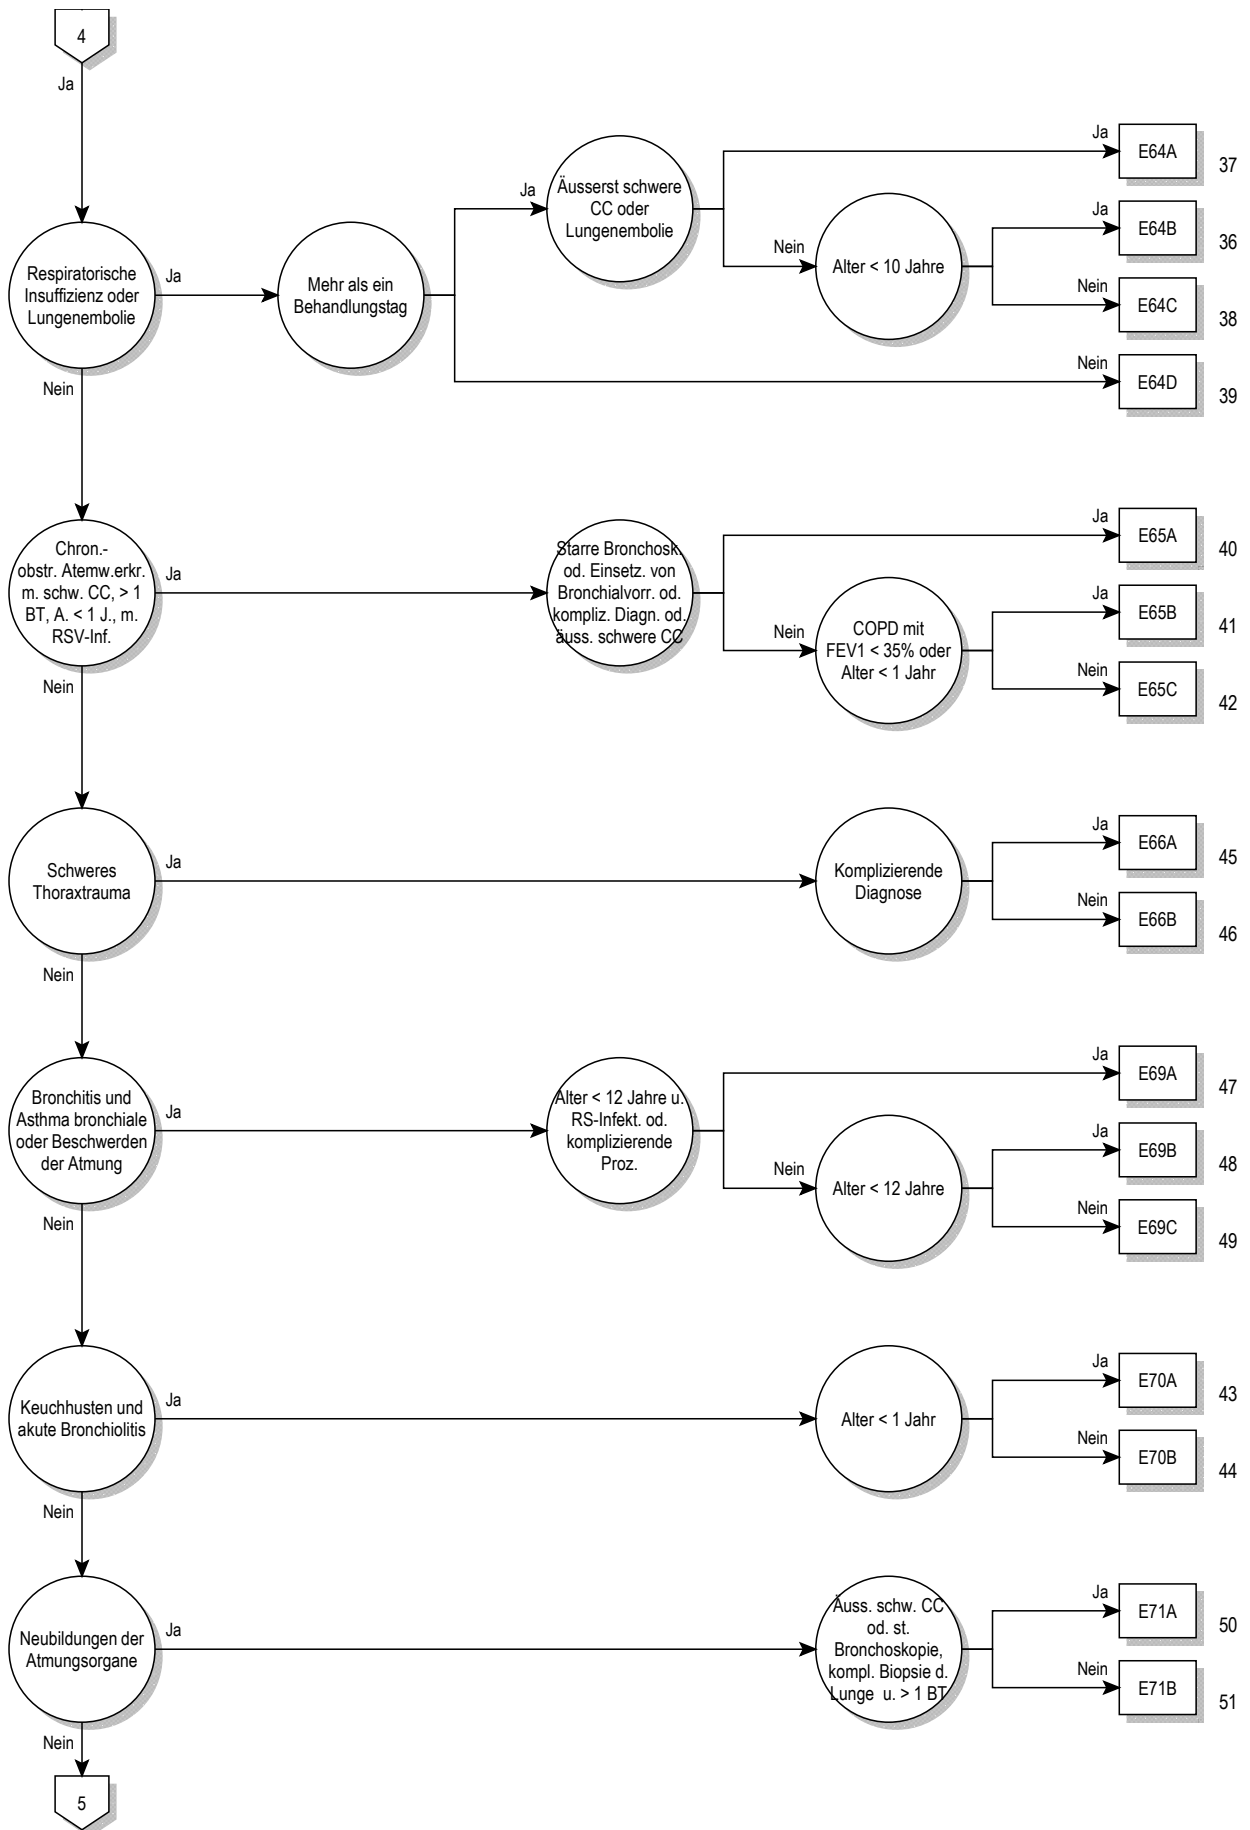 4
Ja
Respiratorische
Insuffizienz oder
Lungenembolie
Ja
Nein
Mehr als ein
Behandlungstag
Ja
Äusserst schwere
CC oder
Lungenembolie
Ja
E64A
37
Nein
Alter < 10 Jahre
Ja
E64B
36
Nein
E64C
38
Nein
E64D
39
Chron.-
obstr. Atemw.erkr.
m. schw. CC, > 1
BT, A. < 1 J., m.
RSV-Inf.
Ja
Nein
Starre Bronchosk.
od. Einsetz. von
Bronchialvorr. od.
kompliz. Diagn. od.
äuss. schwere CC
Ja
E65A
40
Nein
COPD mit
FEV1 < 35% oder
Alter < 1 Jahr
Ja
E65B
41
Nein
E65C
42
Schweres
Thoraxtrauma
Ja
Nein
Komplizierende
Diagnose
Ja
E66A
45
Nein
E66B
46
Bronchitis und
Asthma bronchiale
oder Beschwerden
der Atmung
Ja
Nein
Alter < 12 Jahre u.
RS-Infekt. od.
komplizierende
Proz.
Ja
E69A
47
Nein
Alter < 12 Jahre
Ja
E69B
48
Nein
E69C
49
Keuchhusten und
akute Bronchiolitis
Ja
Nein
Alter < 1 Jahr
Ja
E70A
43
Nein
E70B
44
Neubildungen der
Atmungsorgane
Ja
Nein
Äuss. schw. CC
od. st.
Bronchoskopie,
kompl. Biopsie d.
Lunge u. > 1 BT
Ja
E71A
50
Nein
E71B
51
5